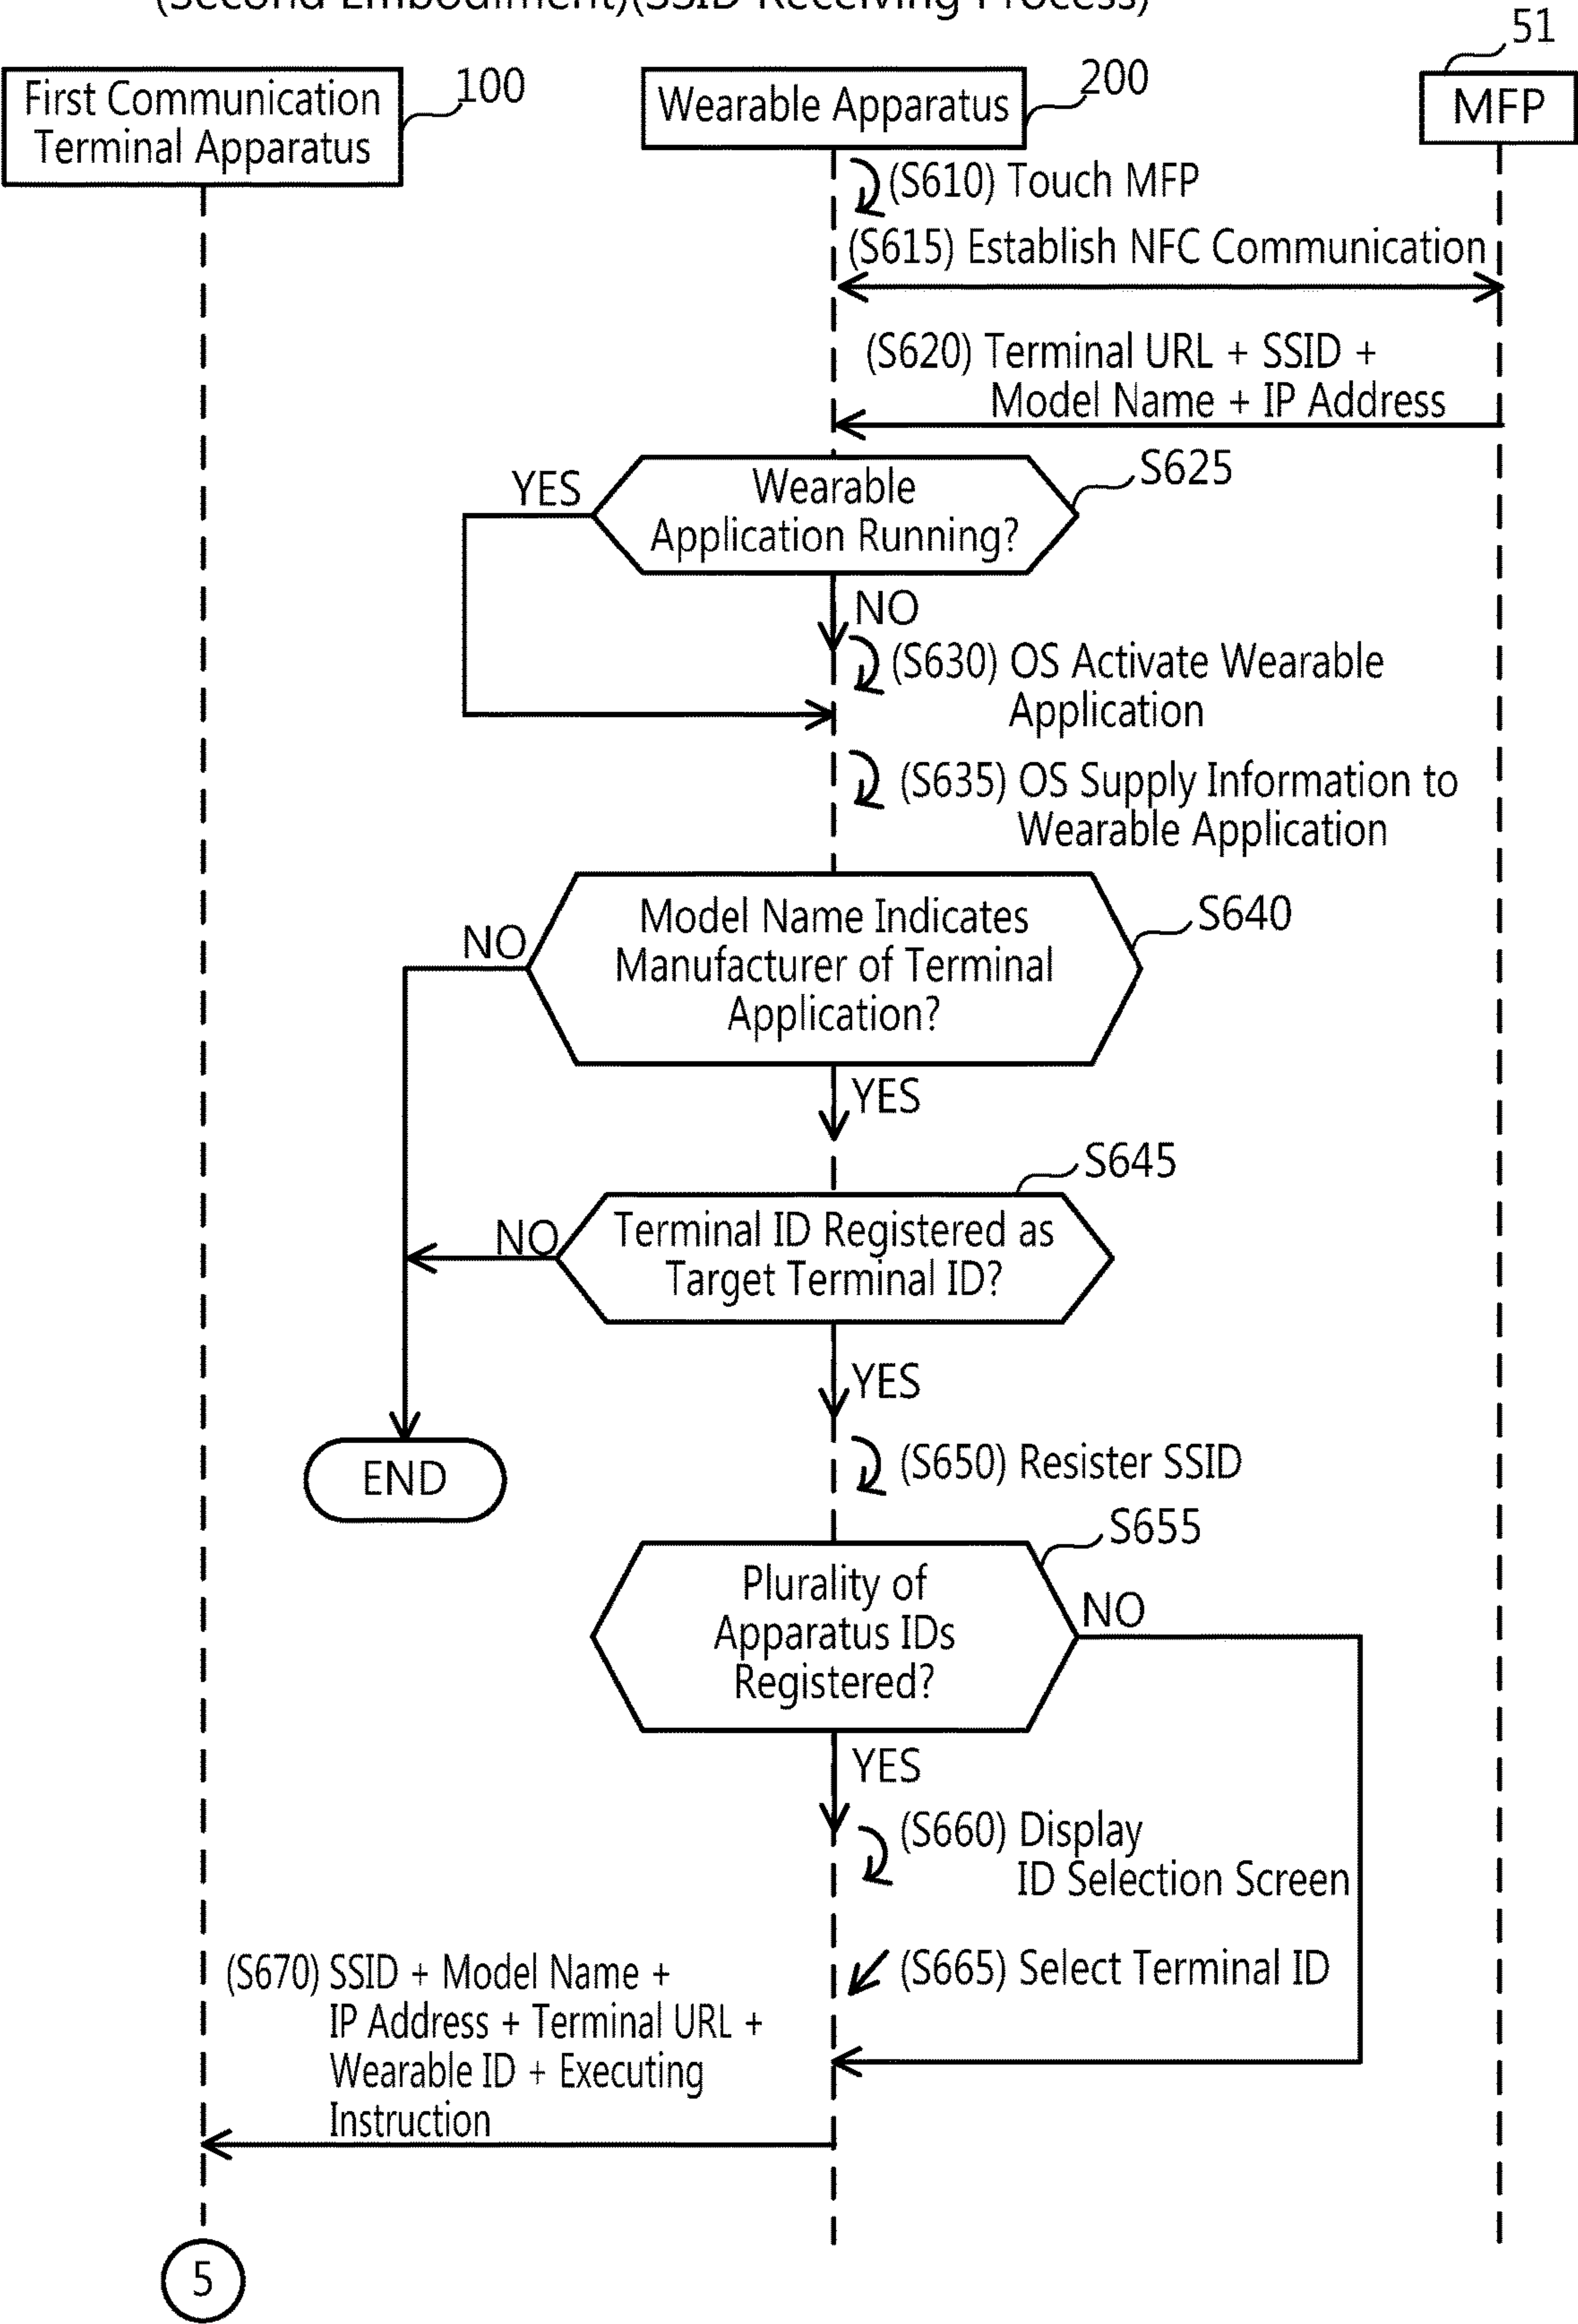 (Second Embodiment)(SSID Receiving Process)
51
First Communication
Terminal Apparatus
100
Wearable Apparatus
200
MFP
(S610) Touch MFP
(S615) Establish NFC Communication
(S620) Terminal URL + SSID +
Model Name + IP Address
S625
YES
Wearable
Application Running?
NO
(S630) OS Activate Wearable
Application
(S635) OS Supply Information to
Wearable Application
S640
NO
Model Name Indicates
Manufacturer of Terminal
Application?
YES
S645
NO
Terminal ID Registered as
Target Terminal ID?
YES
(S650) Resister SSID
END
S655
Plurality of
Apparatus IDs
Registered?
NO
YES
(S660) Display
ID Selection Screen
(S665) Select Terminal ID
(S670) SSID + Model Name +
IP Address + Terminal URL +
Wearable ID + Executing
Instruction
5